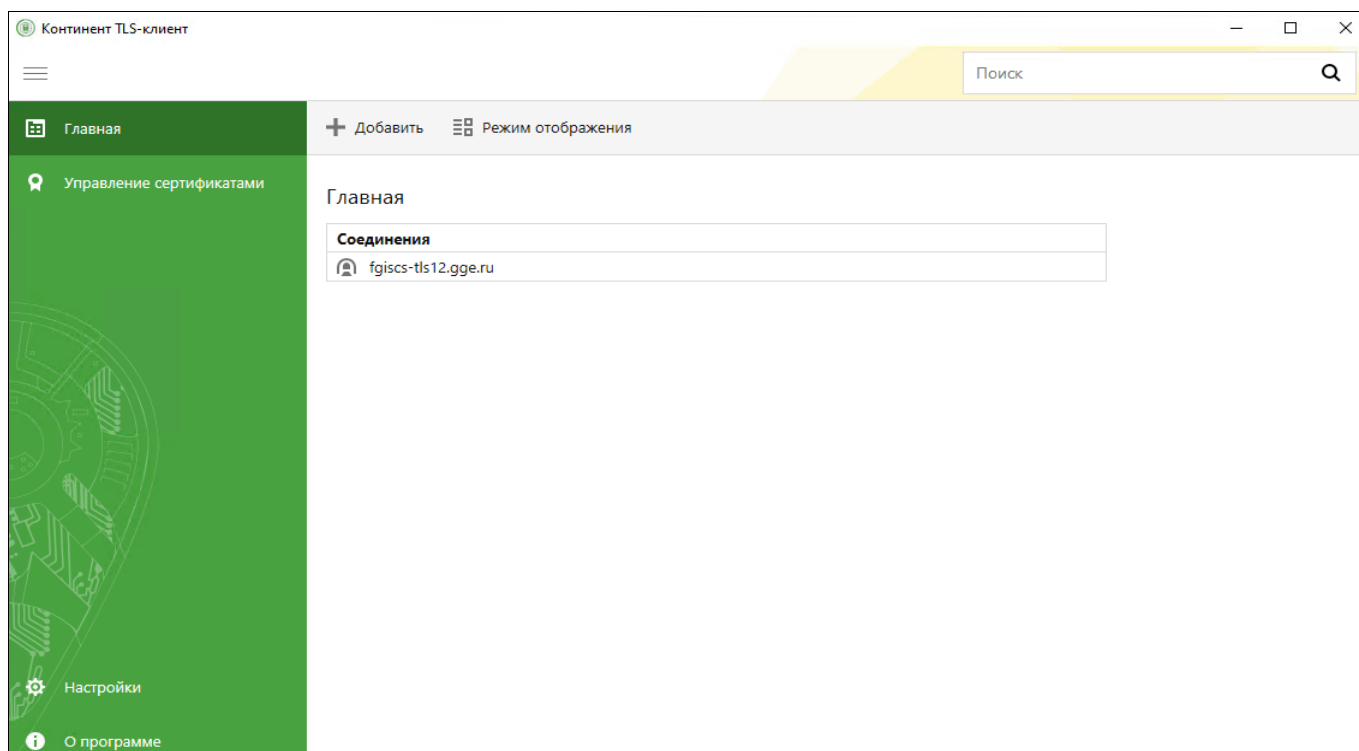 Континент TLS-клиент
Поиск
Главная
Добавить
Режим отображения
Управление сертификатами
Главная
Соединения
fgiscs-tls12.gge.ru
Настройки
О программе